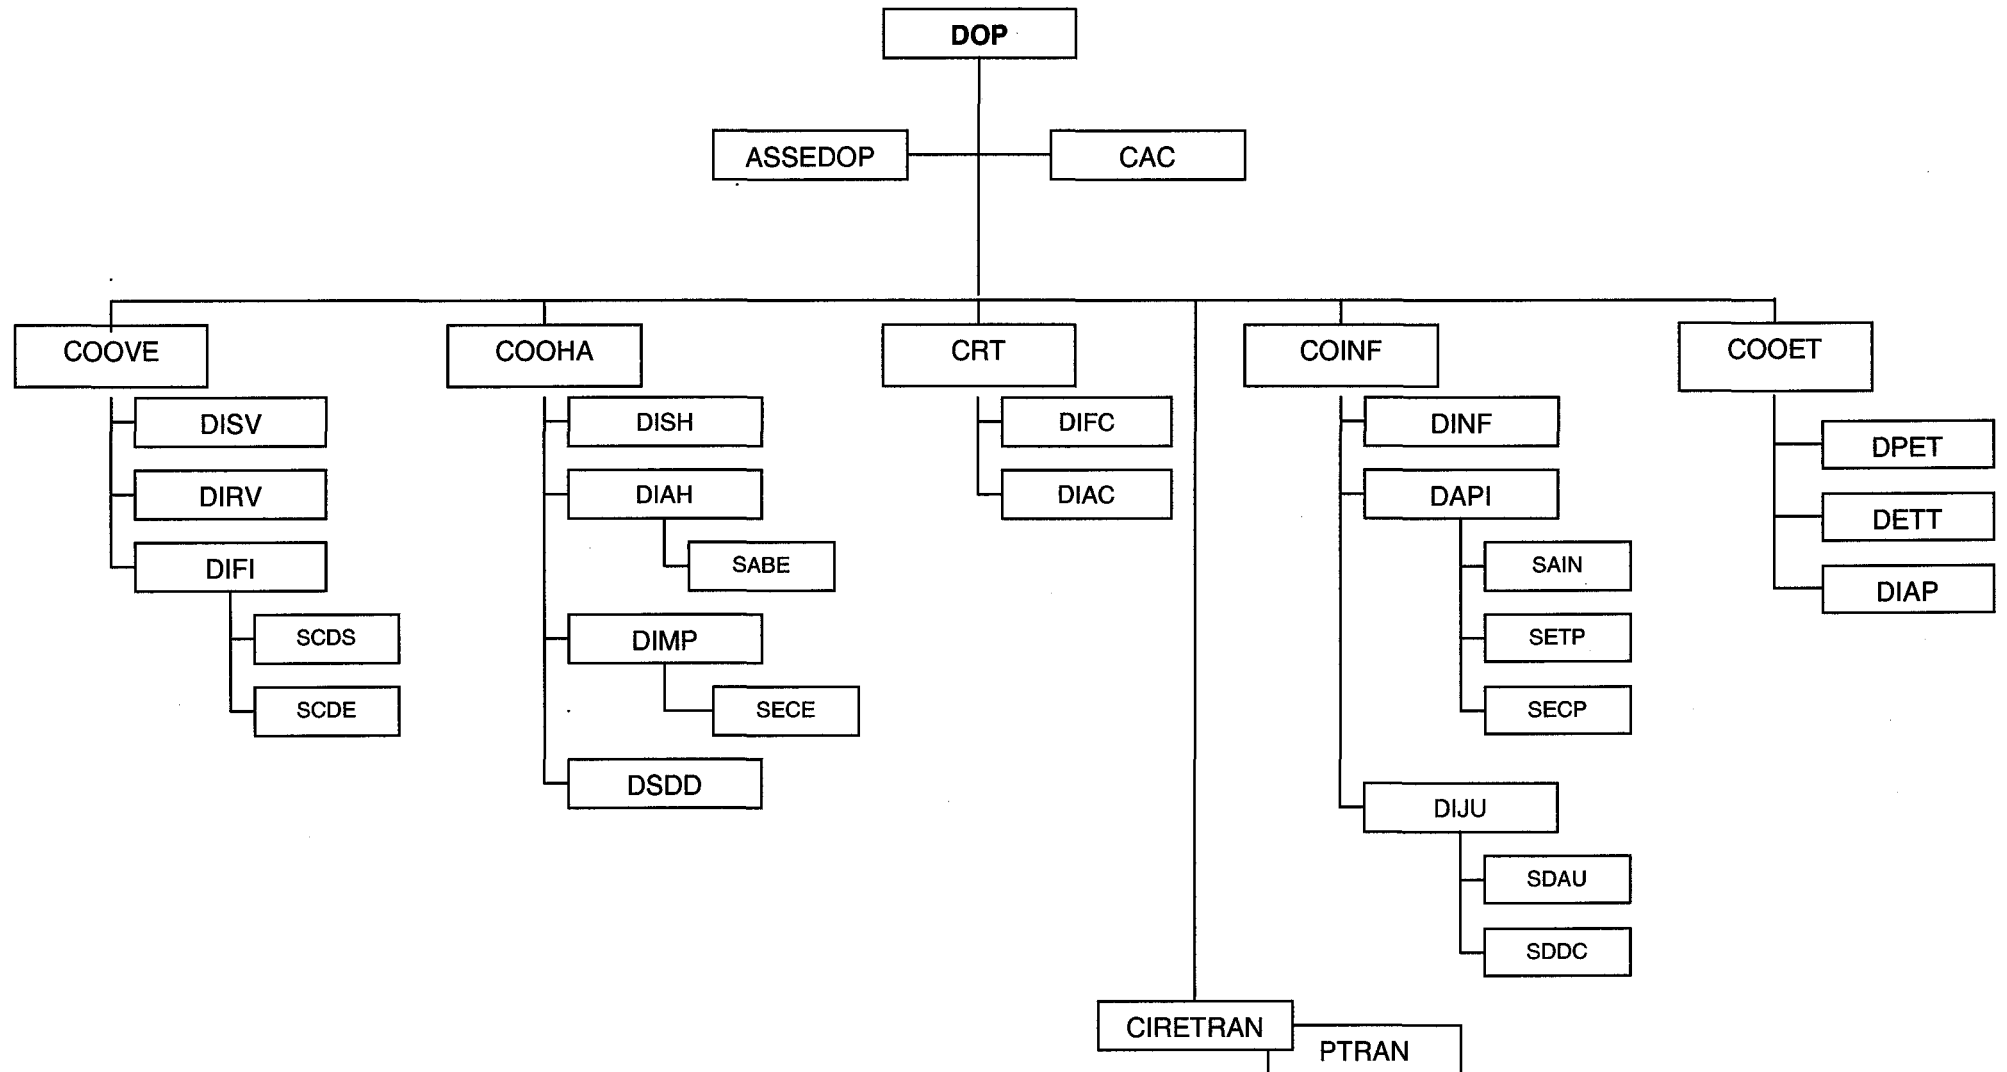 DOP
ASSEDOP
CAC
COOVE
DISV
DIRV
DIFI
SCDS
SCDE
COOHA
DISH
DIAH
SABE
DIMP
SECE
DSDD
CRT
DIFC
DIAC
COINF
DINF
DAPI
SAIN
SETP
SECP
DIJU
SDAU
SDDC
COOET
DPET
DETT
DIAP
CIRETRAN
PTRAN